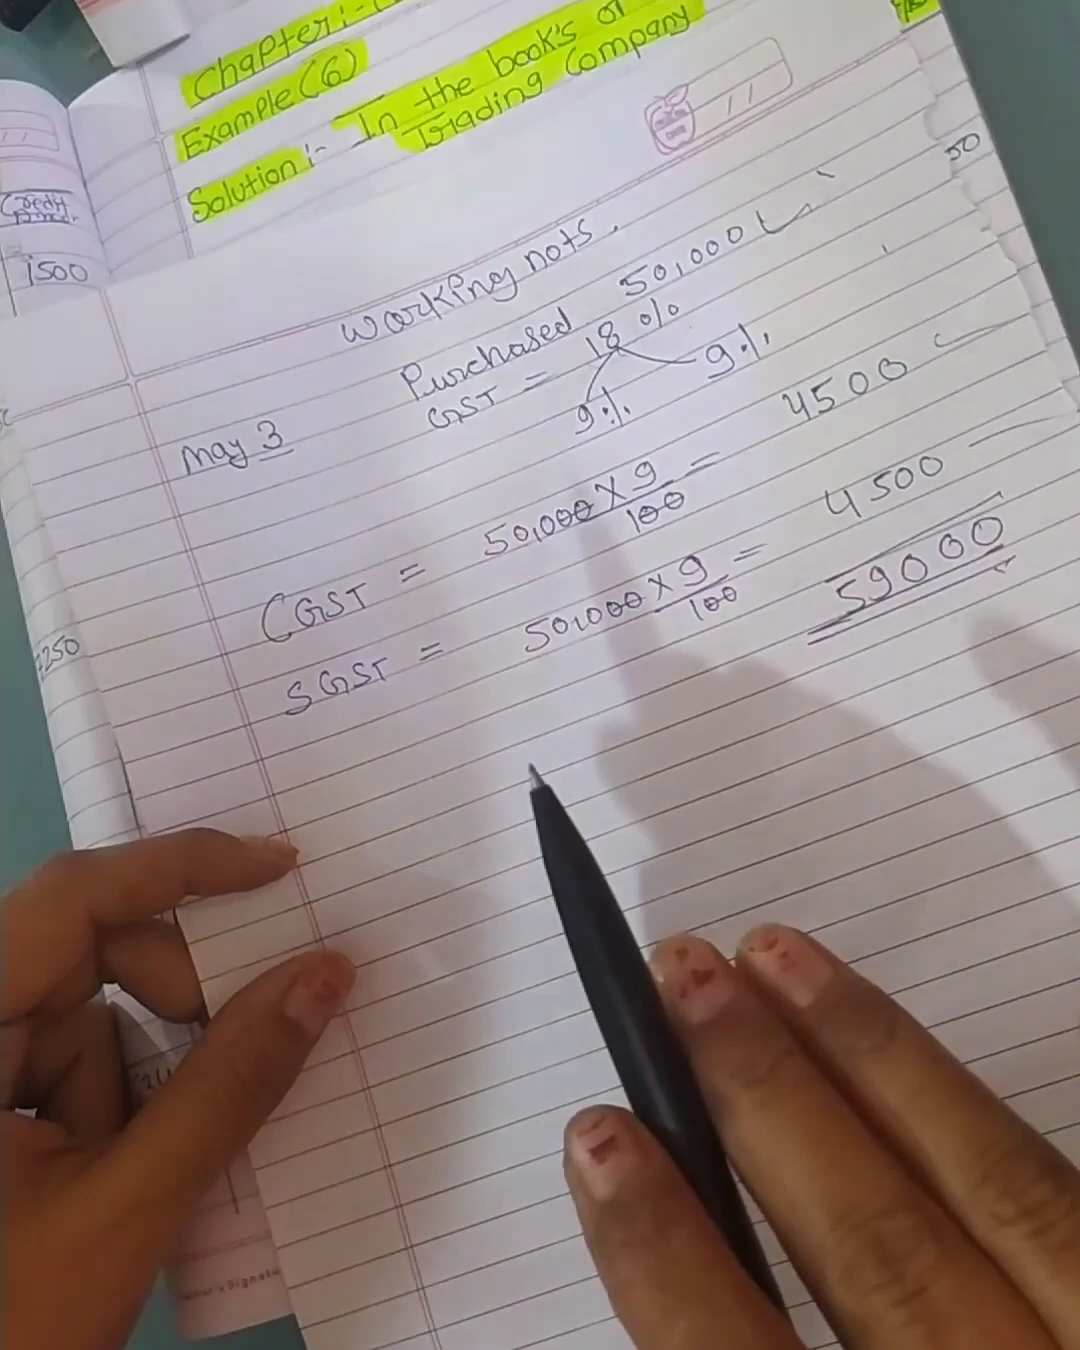 Chapter:-
Example (6)
Solution:- In the book's of
Trading Company
50
Credit
1500
Working nots.
Purchased 50,000
GST = 18 %
9% 9%
May 3
CGST = 50,000 X 9 / 100 = 4500
SGST = 50,000 X 9 / 100 = 4500
59000
250